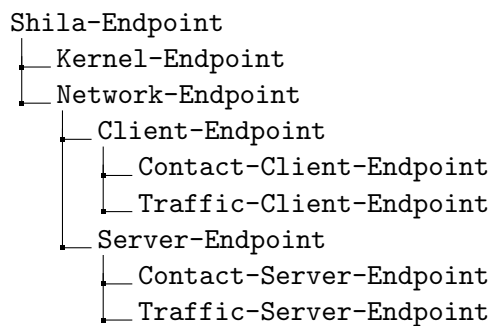 Shila-Endpoint
Kernel-Endpoint
Network-Endpoint
Client-Endpoint
Contact-Client-Endpoint
Traffic-Client-Endpoint
Server-Endpoint
Contact-Server-Endpoint
Traffic-Server-Endpoint